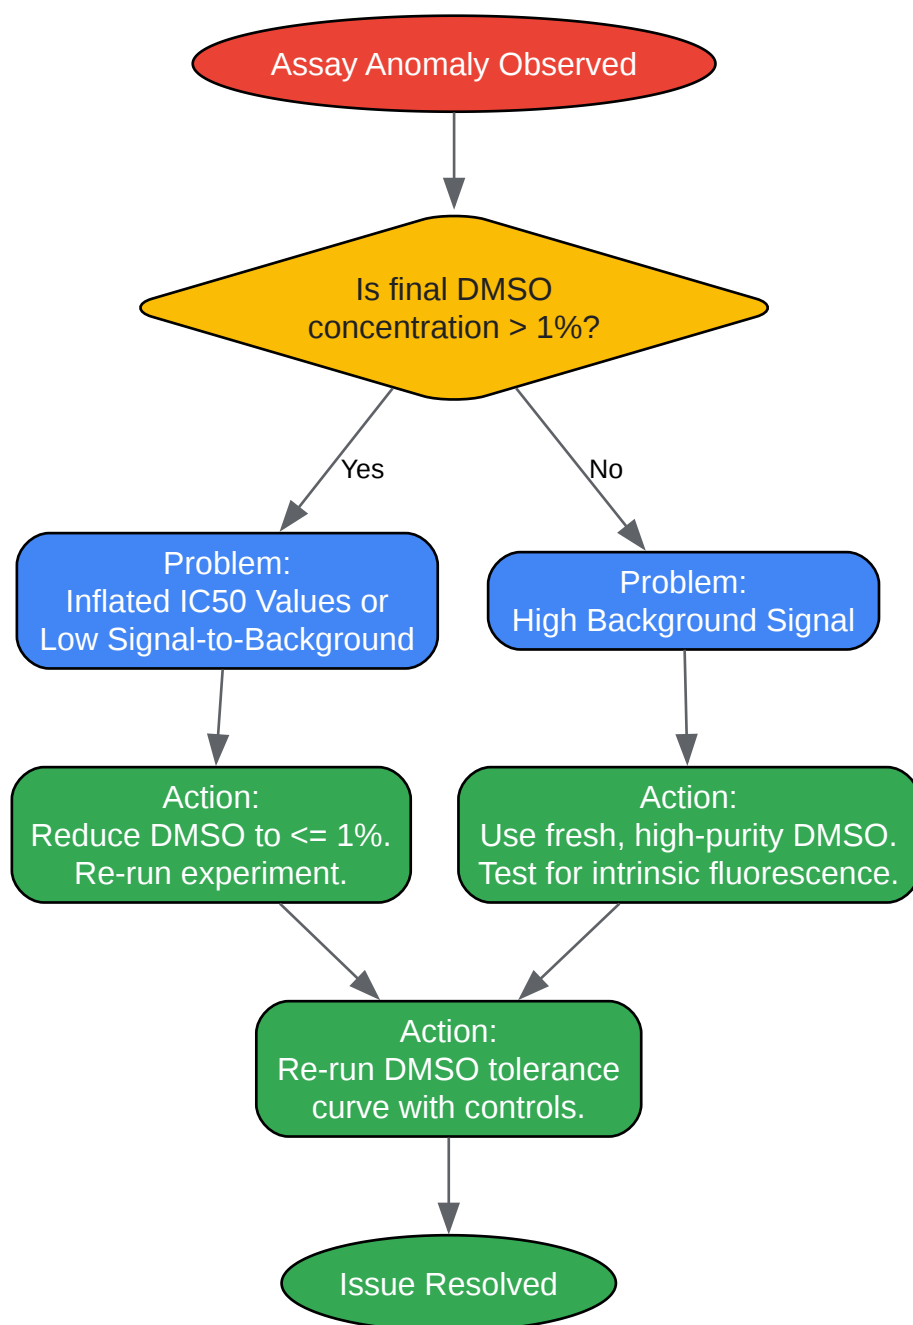 Assay Anomaly Observed
Is final DMSO
concentration > 1%?
Yes
No
Problem:
Inflated IC50 Values or
Low Signal-to-Background
Problem:
High Background Signal
Action:
Reduce DMSO to <= 1%.
Re-run experiment.
Action:
Use fresh, high-purity DMSO.
Test for intrinsic fluorescence.
Action:
Re-run DMSO tolerance
curve with controls.
Issue Resolved